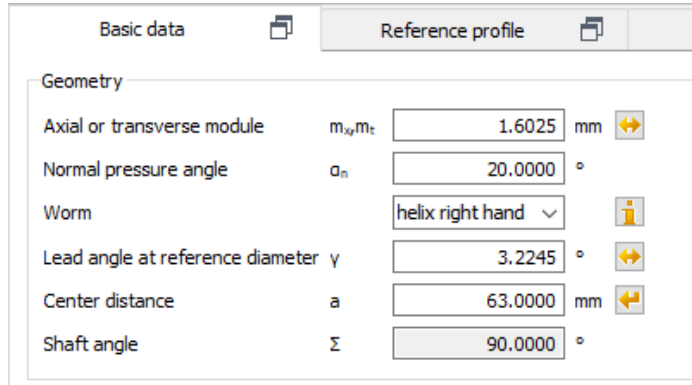 Basic data Reference profile
Geometry
Axial or transverse module mₓ,mₜ 1.6025 mm
Normal pressure angle αₙ 20.0000 °
Worm helix right hand
Lead angle at reference diameter γ 3.2245 °
Center distance a 63.0000 mm
Shaft angle Σ 90.0000 °